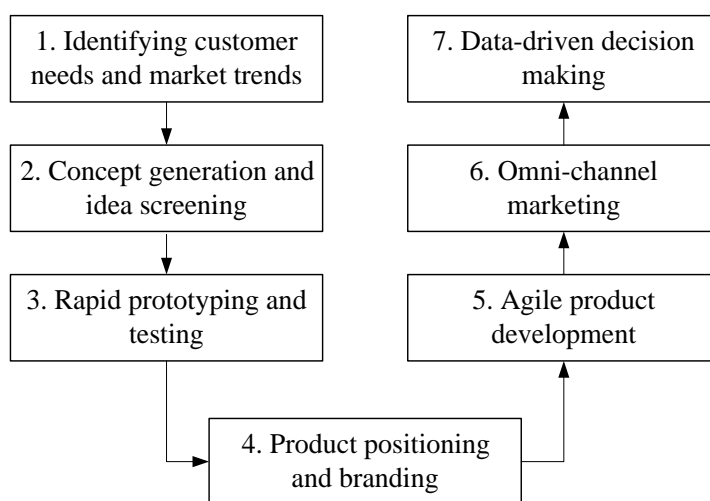 1. Identifying customer
needs and market trends
2. Concept generation and
idea screening
3. Rapid prototyping and
testing
4. Product positioning
and branding
5. Agile product
development
6. Omni-channel
marketing
7. Data-driven decision
making